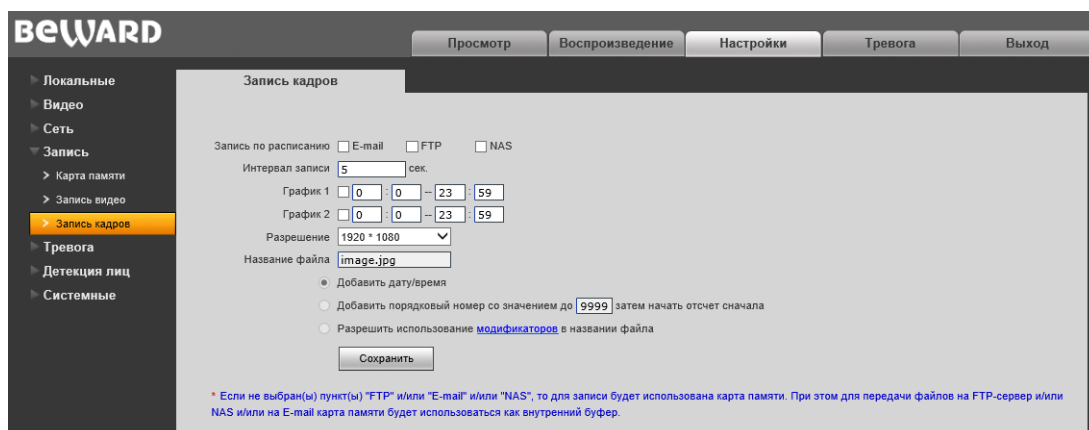 BEWARD
Просмотр Воспроизведение Настройки Тревога Выход
Локальные
Видео
Сеть
Запись
Карта памяти
Запись видео
Запись кадров
Тревога
Детекция лиц
Системные
Запись кадров
Запись по расписанию E-mail FTP NAS
Интервал записи 5 сек.
График 1 0 : 0 -- 23 : 59
График 2 0 : 0 -- 23 : 59
Разрешение 1920 * 1080
Название файла image.jpg
Добавить дату/время
Добавить порядковый номер со значением до 9999 затем начать отсчет сначала
Разрешить использование модификаторов в названии файла
Сохранить
* Если не выбран(ы) пункт(ы) "FTP" и/или "E-mail" и/или "NAS", то для записи будет использована карта памяти. При этом для передачи файлов на FTP-сервер и/или
NAS и/или на E-mail карта памяти будет использоваться как внутренний буфер.